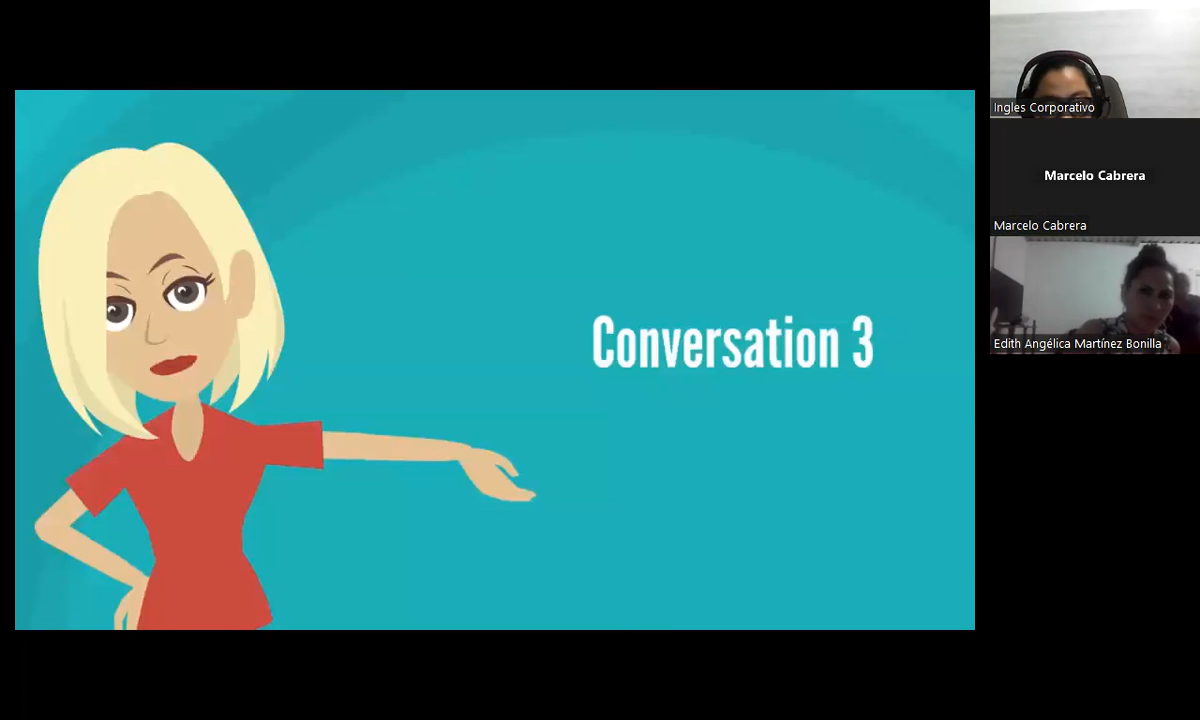 Conversation 3
Ingles Corporativo
Marcelo Cabrera
Marcelo Cabrera
Edith Angélica Martínez Bonilla